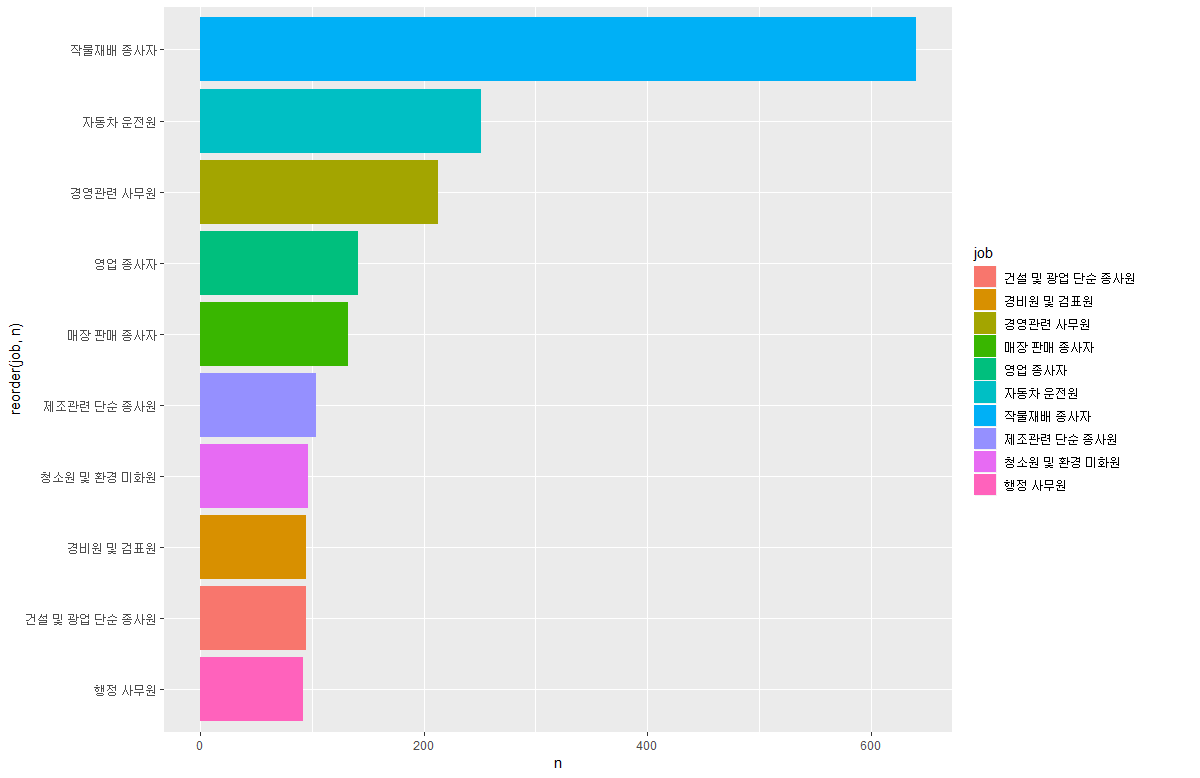 작물재배 종사자
자동차 운전원
경영관련 사무원
영업 종사자
매장 판매 종사자
제조관련 단순 종사원
청소원 및 환경 미화원
경비원 및 검표원
건설 및 광업 단순 종사원
행정 사무원
reorder(job, n)
0 200 400 600
n
job
건설 및 광업 단순 종사원
경비원 및 검표원
경영관련 사무원
매장 판매 종사자
영업 종사자
자동차 운전원
작물재배 종사자
제조관련 단순 종사원
청소원 및 환경 미화원
행정 사무원